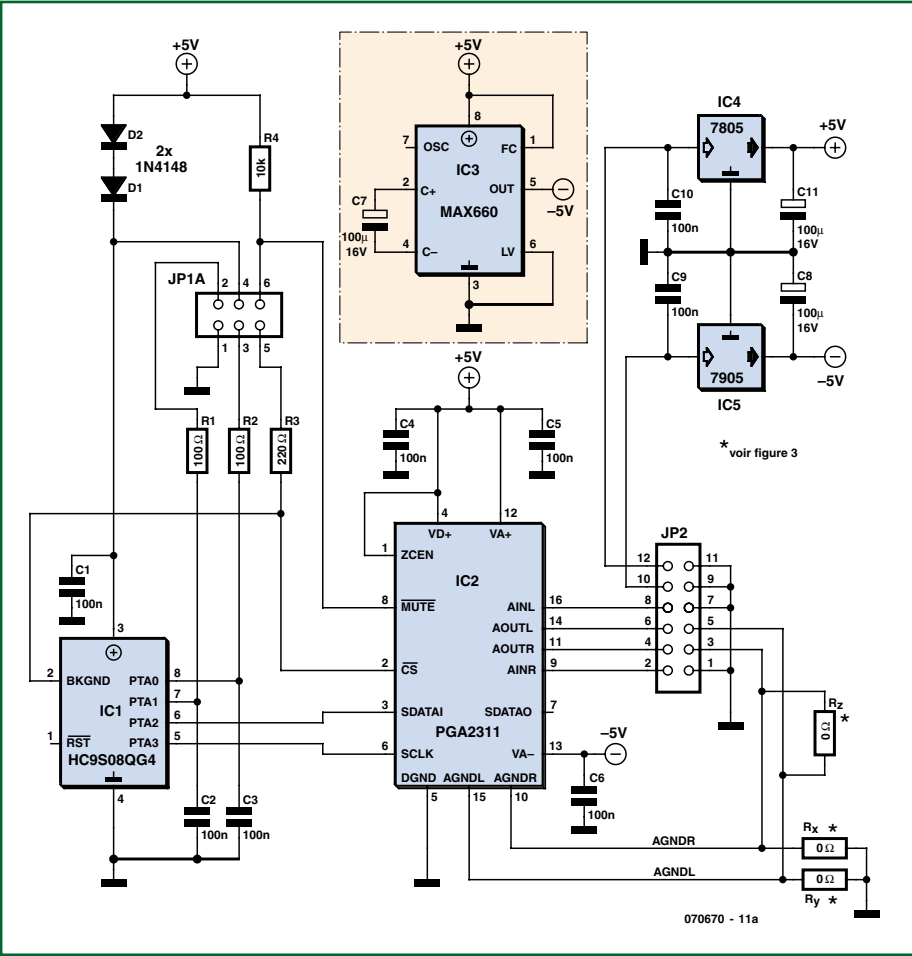 +5V
D2
2x
1N4148
D1
R4
10k
JP1A
2 4 6
1 3 5
R1
100Ω
R2
100Ω
R3
220Ω
C1
100n
3
2
BKGND
PTA0
8
PTA1
7
IC1
PTA2
6
1
RST
PTA3
5
HC9S08QG4
4
C2
100n
C3
100n
+5V
8
7
OSC
FC
1
IC3
2
C+
OUT
5
−5V
MAX660
C7
100μ
16V
4
C−
LV
6
3
+5V
C4
100n
C5
100n
4
12
VD+
VA+
1
ZCEN
IC2
8
MUTE
AINL
16
AOUTL
14
AOUTR
11
2
CS
AINR
9
3
SDATAI
SDATAO
7
PGA2311
6
SCLK
VA−
13
−5V
DGND
AGNDL
AGNDR
5
15
10
C6
100n
AGNDR
AGNDL
IC4
7805
+5V
C10
100n
C11
100μ
16V
C9
100n
C8
100μ
16V
7905
−5V
IC5
* voir figure 3
JP2
12
11
10
9
8
7
6
5
4
3
2
1
Rz
*
0Ω
Rx *
0Ω
0Ω
Ry *
070670 - 11a